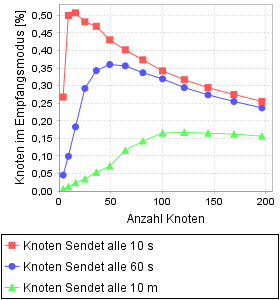 0,50
0,45
0,40
0,35
0,30
0,25
0,20
0,15
0,10
0,05
0,00
Knoten im Empfangsmodus [%]
0 50 100 150 200
Anzahl Knoten
Knoten Sendet alle 10 s
Knoten Sendet alle 60 s
Knoten Sendet alle 10 m